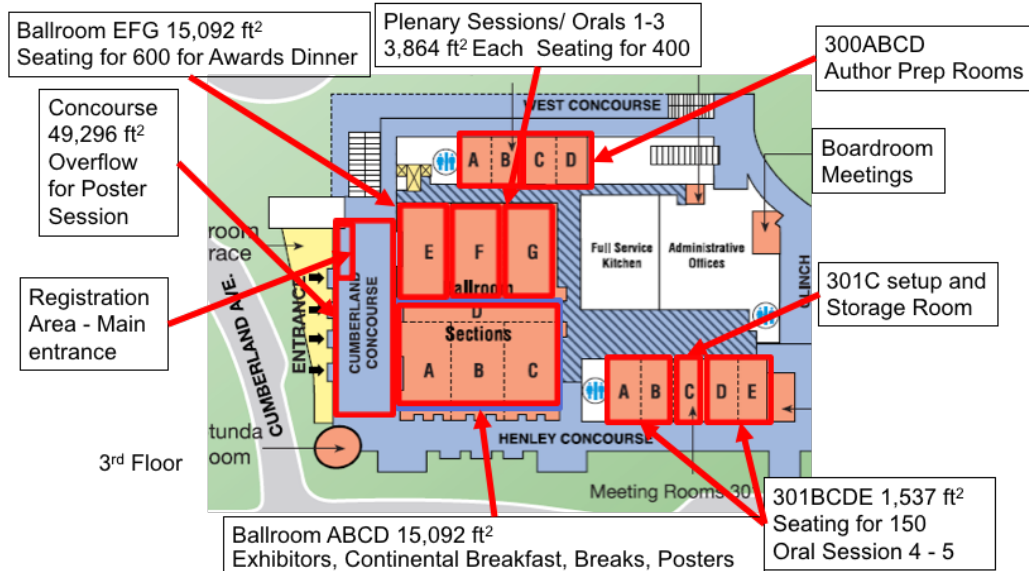 Ballroom EFG 15,092 ft²
Seating for 600 for Awards Dinner
Plenary Sessions/ Orals 1-3
3,864 ft² Each Seating for 400
300ABCD
Author Prep Rooms
Concourse
49,296 ft²
Overflow
for Poster
Session
Boardroom
Meetings
Registration
Area - Main
entrance
301C setup and
Storage Room
3rd Floor
Ballroom ABCD 15,092 ft²
Exhibitors, Continental Breakfast, Breaks, Posters
301BCDE 1,537 ft²
Seating for 150
Oral Session 4 - 5
WEST CONCOURSE
A B C D
E F G
Full Service
Kitchen
Administrative
Offices
room
race
allroom
D
Sections
A B C
CUMBERLAND AVE.
ENTRANCE
CUMBERLAND
CONCOURSE
CLINCH
A B C D E
HENLEY CONCOURSE
tunda
oom
Meeting Rooms 30